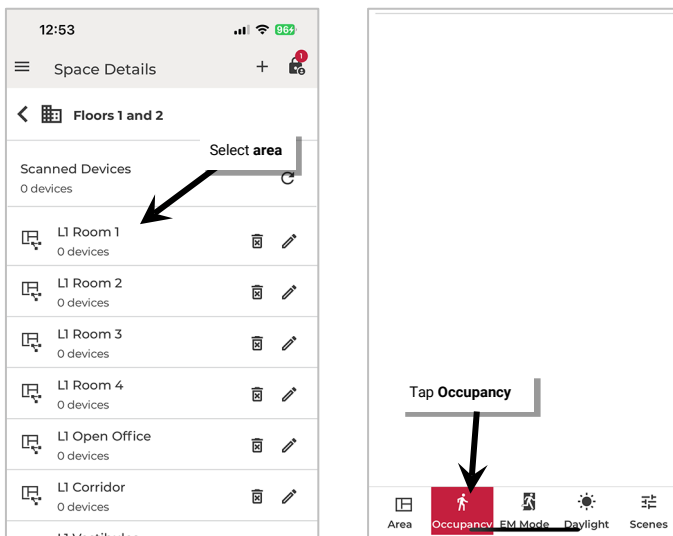 12:53
96
1
Space Details
Floors 1 and 2
Select area
Scanned Devices
0 devices
L1 Room 1
0 devices
L1 Room 2
0 devices
L1 Room 3
0 devices
L1 Room 4
0 devices
L1 Open Office
0 devices
L1 Corridor
0 devices
Tap Occupancy
Area
Occupancy
EM Mode
Daylight
Scenes